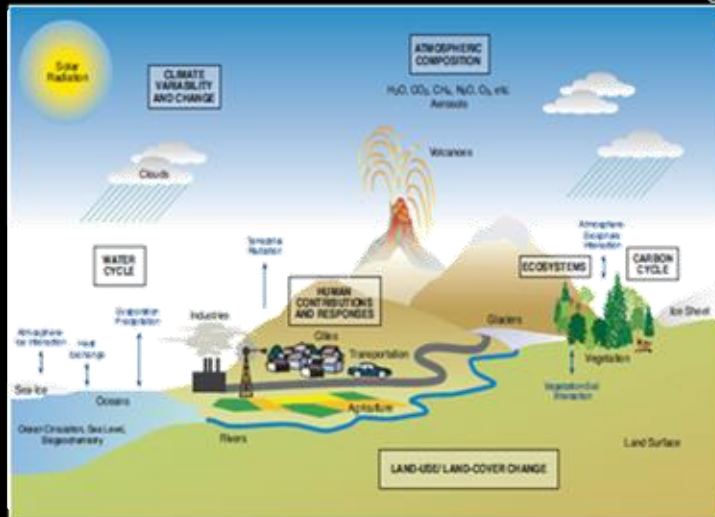 Solar
Radiation
CLIMATE
VARIABILITY
AND CHANGE
ATMOSPHERIC
COMPOSITION
H₂O, CO₂, CH₄, N₂O, O₃, etc.
Aerosols
Volcanoes
Clouds
Atmosphere-
Biosphere
Interaction
Terrestrial
Radiation
WATER
CYCLE
ECOSYSTEMS
CARBON
CYCLE
HUMAN
CONTRIBUTIONS
AND RESPONSES
Evaporation
Precipitation
Industries
Cities
Glaciers
Ice Sheet
Atmosphere-
Ice Interaction
Heat
Exchange
Transportation
Vegetation
Sea-Ice
Oceans
Vegetation-Soil
Interaction
Agriculture
Ocean Circulation, Sea Level,
Biogeochemistry
Rivers
Land Surface
LAND-USE/ LAND-COVER CHANGE